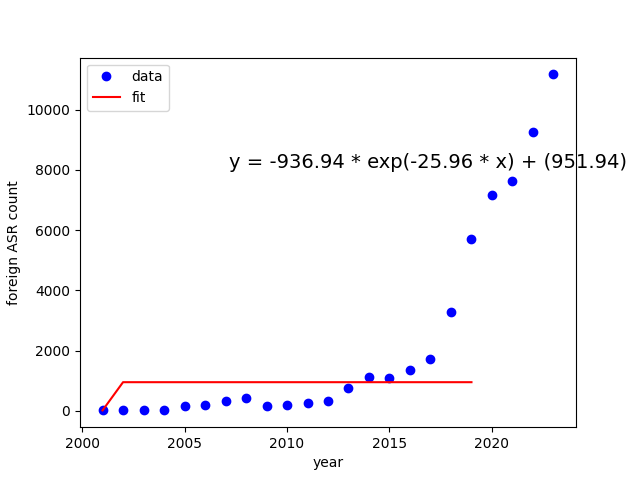 data
fit
y = -936.94 * exp(-25.96 * x) + (951.94)
foreign ASR count
10000
8000
6000
4000
2000
0
2000
2005
2010
2015
2020
year